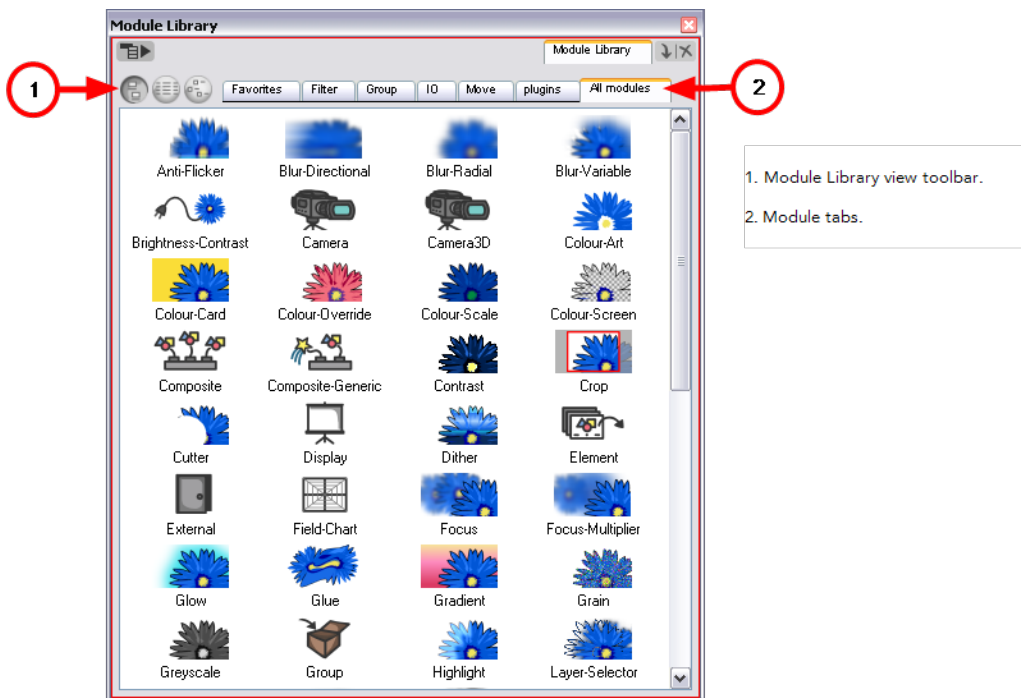 Module Library
Module Library
1
Favorites Filter Group IO Move plugins All modules
2
Anti-Flicker Blur-Directional Blur-Radial Blur-Variable
1. Module Library view toolbar.
2. Module tabs.
Brightness-Contrast Camera Camera3D Colour-Art
Colour-Card Colour-Override Colour-Scale Colour-Screen
Composite Composite-Generic Contrast Crop
Cutter Display Dither Element
External Field-Chart Focus Focus-Multiplier
Glow Glue Gradient Grain
Greyscale Group Highlight Layer-Selector